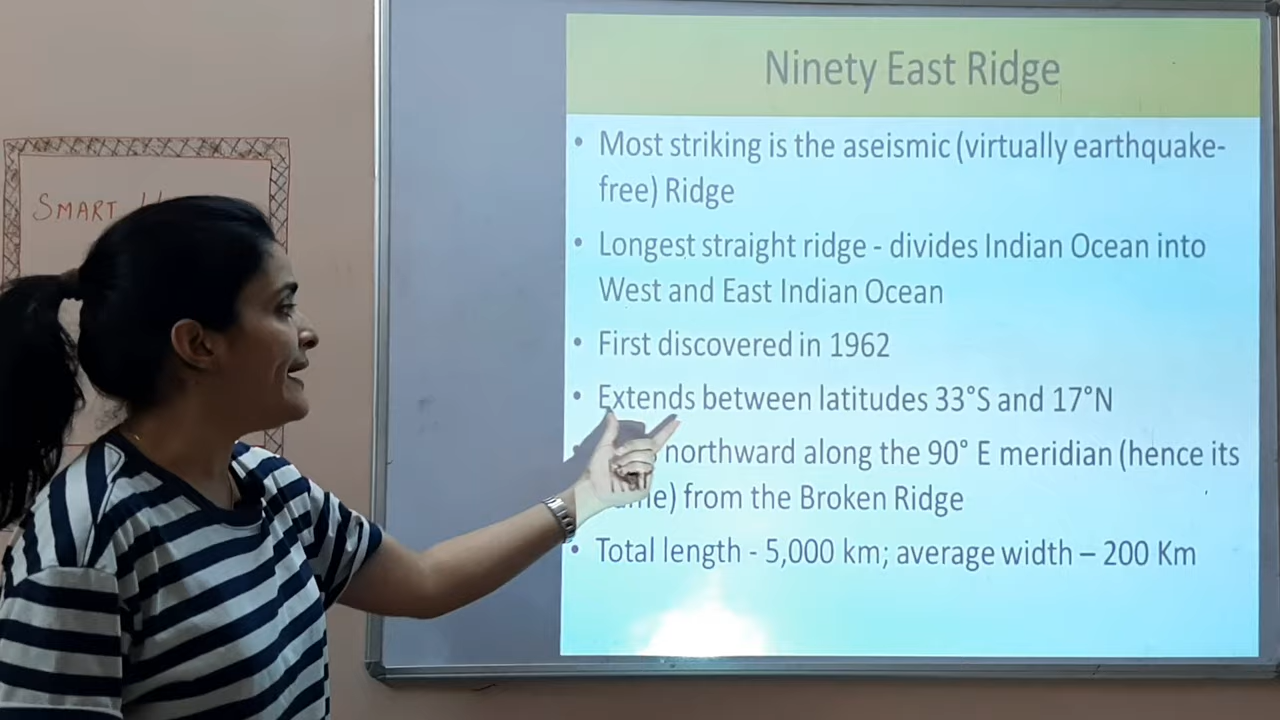 Ninety East Ridge
• Most striking is the aseismic (virtually earthquake-
free) Ridge
• Longest straight ridge - divides Indian Ocean into
West and East Indian Ocean
• First discovered in 1962
• Extends between latitudes 33°S and 17°N
northward along the 90° E meridian (hence its
from the Broken Ridge
• Total length - 5,000 km; average width – 200 Km
SMART